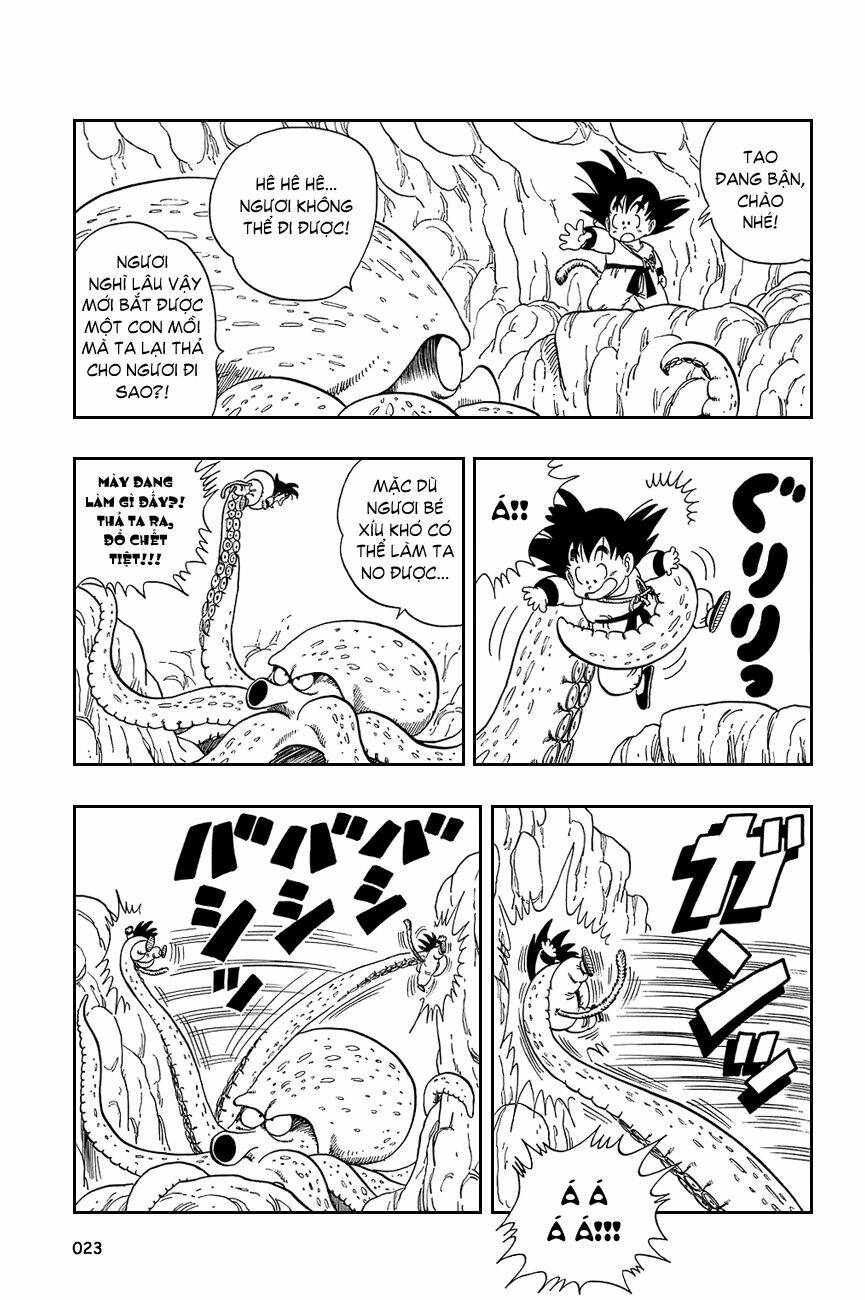 TAO
ĐANG BẬN,
CHÀO
NHÉ!
HÊ HÊ HÊ...
NGƯƠI KHÔNG
THỂ ĐI ĐƯỢC!
NGƯƠI
NGHĨ LÂU VẬY
MỚI BẮT ĐƯỢC
MỘT CON MỒI
MÀ TA LẠI THẢ
CHO NGƯƠI ĐI
SAO?!
ぐりりっ
Á!!
MẶC DÙ
NGƯƠI BÉ
XÍU KHÓ CÓ
THỂ LÀM TA
NO ĐƯỢC...
MÀY ĐANG
LÀM GÌ ĐẤY?!
THẢ TA RA,
ĐỒ CHẾT
TIỆT!!!
ガンッ
Á Á
Á Á!!!
バババ
シシシ
ッ
023